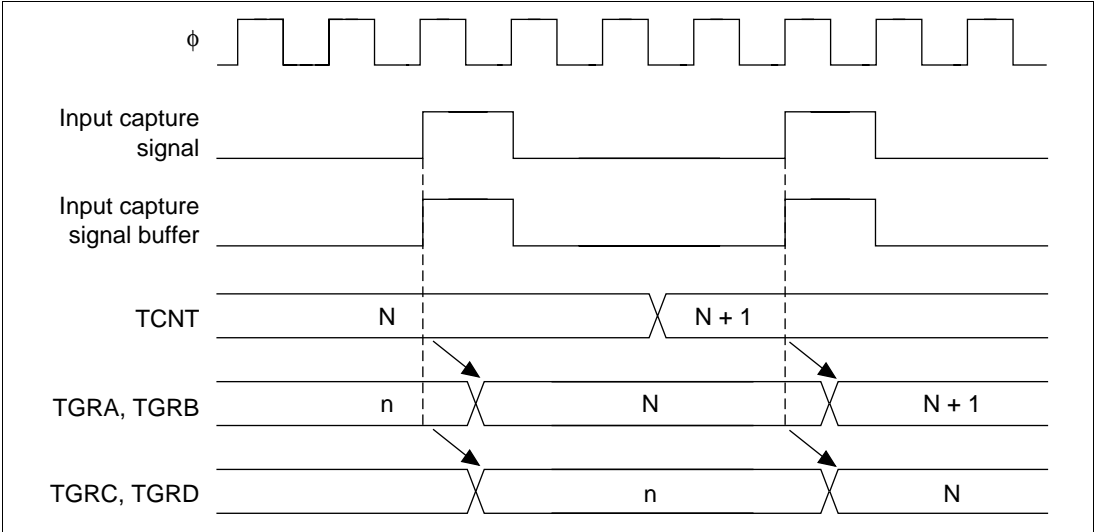 ϕ
Input capture
signal
Input capture
signal buffer
TCNT
N
N + 1
TGRA, TGRB
n
N
N + 1
TGRC, TGRD
n
N